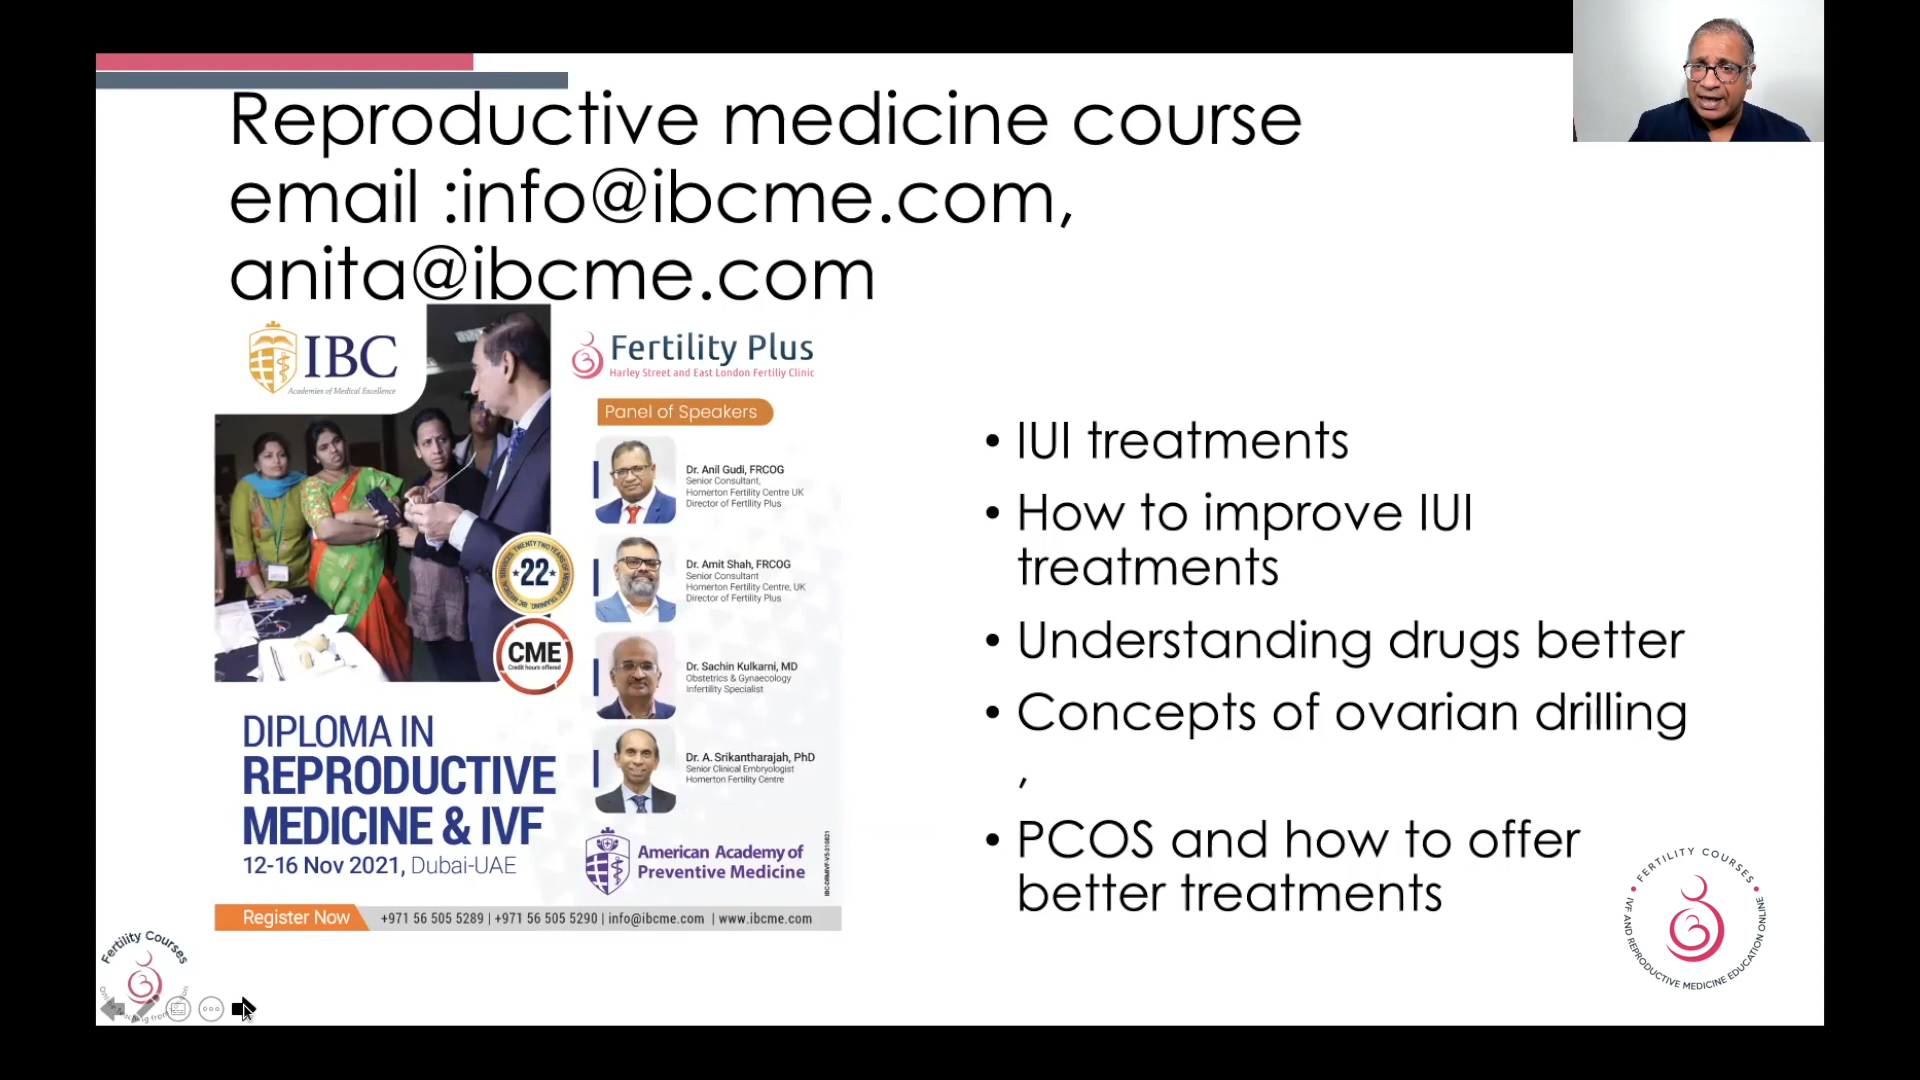 Reproductive medicine course
email :info@ibcme.com,
anita@ibcme.com
IBC
Academies of Medical Excellence
Fertility Plus
Harley Street and East London Fertiliy Clinic
Panel of Speakers
Dr. Anil Gudi, FRCOG
Senior Consultant,
Homerton Fertility Centre UK
Director of Fertility Plus
Dr. Amit Shah, FRCOG
Senior Consultant
Homerton Fertility Centre, UK
Director of Fertility Plus
Dr. Sachin Kulkarni, MD
Obstetrics & Gynaecology
Infertility Specialist
Dr. A. Srikantharajah, PhD
Senior Clinical Embryologist
Homerton Fertility Centre
22
CME
Credit hours offered
DIPLOMA IN
REPRODUCTIVE
MEDICINE & IVF
12-16 Nov 2021, Dubai-UAE
American Academy of
Preventive Medicine
Register Now
+971 56 505 5289 | +971 56 505 5290 | info@ibcme.com | www.ibcme.com
• IUI treatments
• How to improve IUI
treatments
• Understanding drugs better
• Concepts of ovarian drilling
,
• PCOS and how to offer
better treatments
Fertility Courses
FERTILITY COURSES
IVF AND REPRODUCTIVE MEDICINE EDUCATION ONLINE